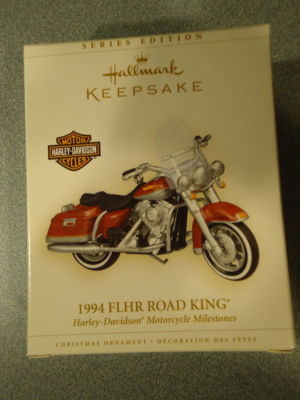 SERIES EDITION
Hallmark
KEEPSAKE
MOTOR
HARLEY-DAVIDSON
CYCLES
1994 FLHR ROAD KING®
Harley-Davidson® Motorcycle Milestones
CHRISTMAS ORNAMENT • DÉCORATION DES FÊTES